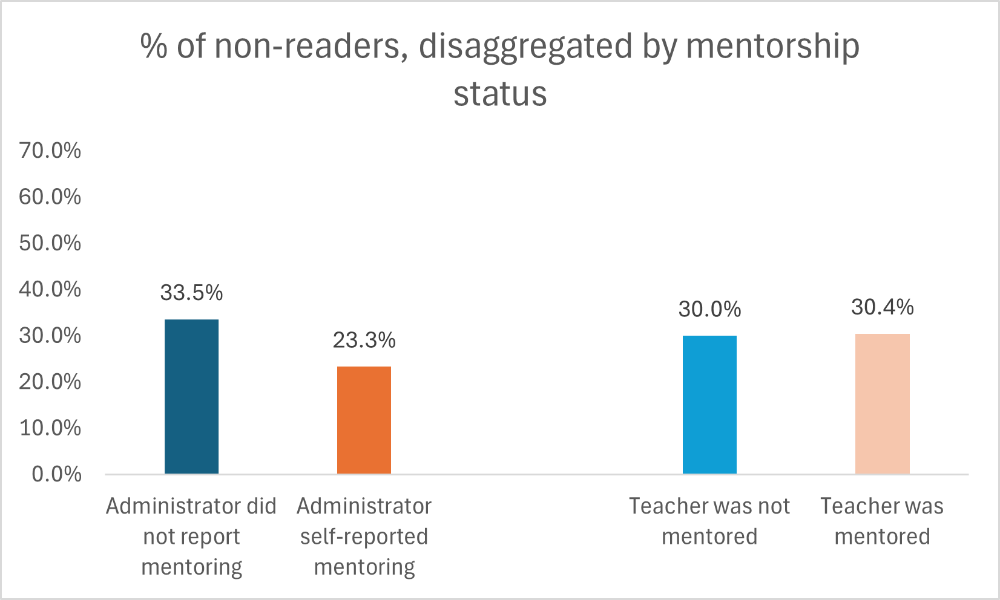 % of non-readers, disaggregated by mentorship
status
70.0%
60.0%
50.0%
40.0%
30.0%
20.0%
10.0%
0.0%
33.5%
23.3%
30.0%
30.4%
Administrator did
not report
mentoring
Administrator
self-reported
mentoring
Teacher was not
mentored
Teacher was
mentored